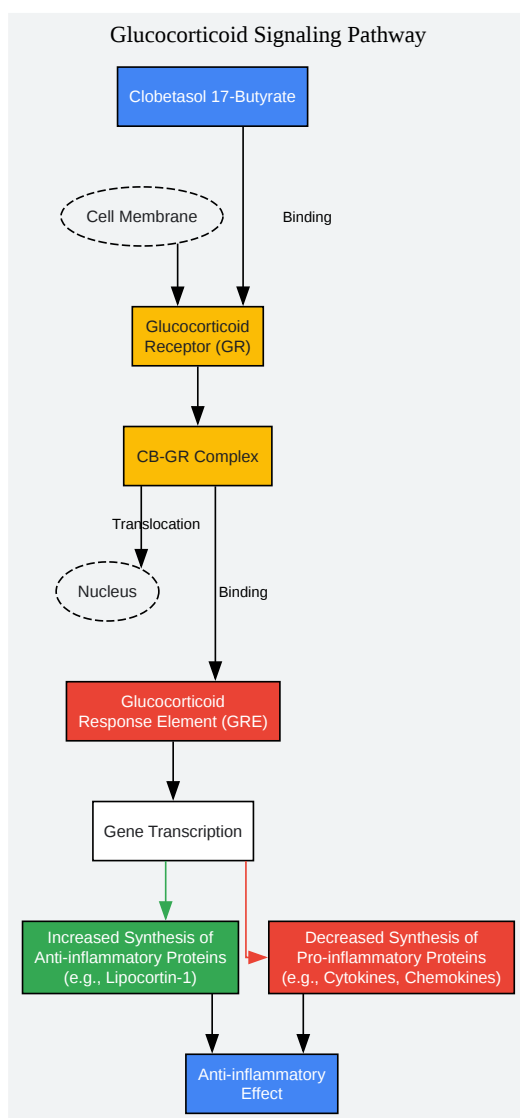 Glucocorticoid Signaling Pathway
Clobetasol 17-Butyrate
Cell Membrane
Binding
Glucocorticoid
Receptor (GR)
CB-GR Complex
Translocation
Nucleus
Binding
Glucocorticoid
Response Element (GRE)
Gene Transcription
Increased Synthesis of
Anti-inflammatory Proteins
(e.g., Lipocortin-1)
Decreased Synthesis of
Pro-inflammatory Proteins
(e.g., Cytokines, Chemokines)
Anti-inflammatory
Effect